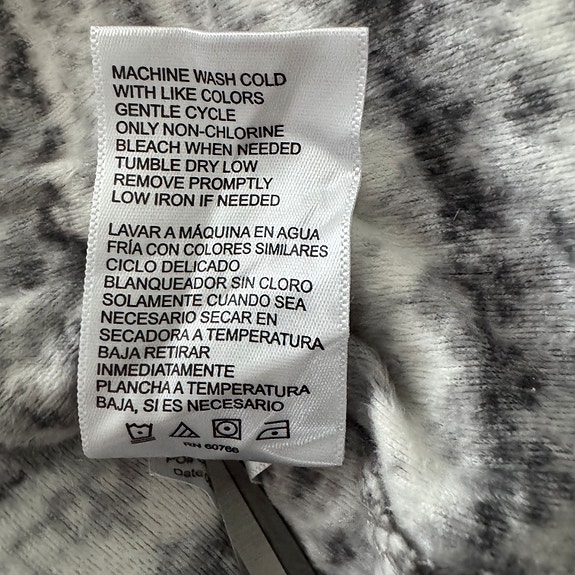 MACHINE WASH COLD
WITH LIKE COLORS
GENTLE CYCLE
ONLY NON-CHLORINE
BLEACH WHEN NEEDED
TUMBLE DRY LOW
REMOVE PROMPTLY
LOW IRON IF NEEDED
LAVAR A MÁQUINA EN AGUA
FRÍA CON COLORES SIMILARES
CICLO DELICADO
BLANQUEADOR SIN CLORO
SOLAMENTE CUANDO SEA
NECESARIO SECAR EN
SECADORA A TEMPERATURA
BAJA RETIRAR
INMEDIATAMENTE
PLANCHA A TEMPERATURA
BAJA, SI ES NECESARIO
RN 60766
Date